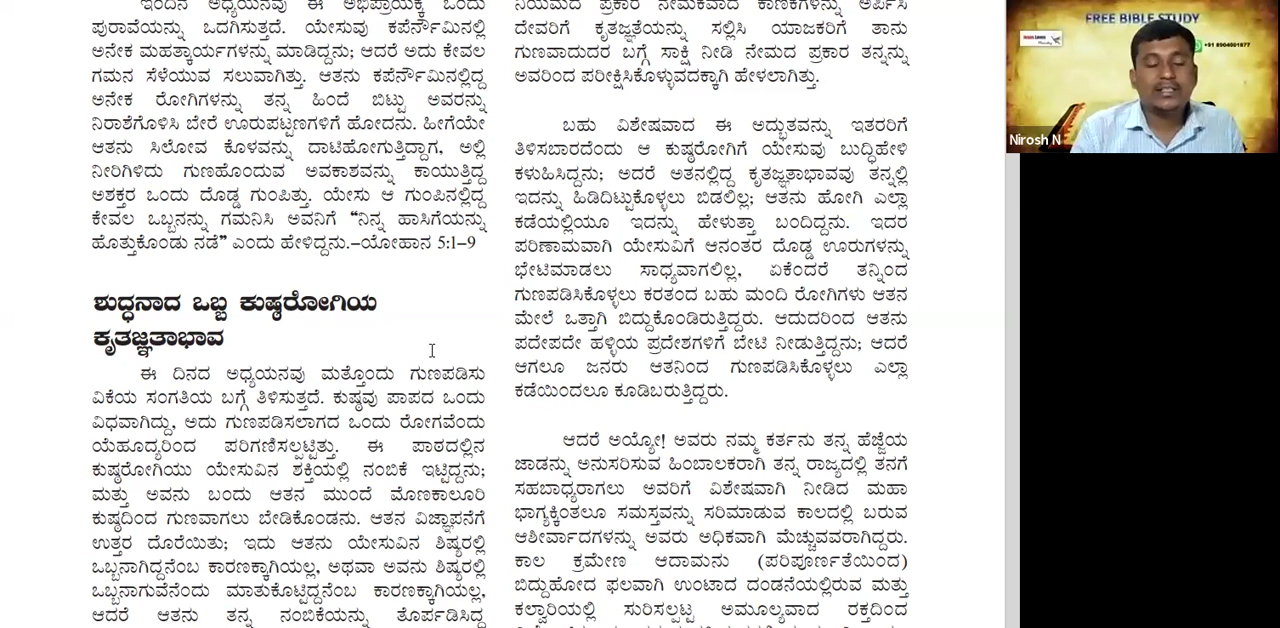 ಇಂದಿನ ಅಧ್ಯಯನವು ಈ ಅಭಿಪ್ರಾಯಕ್ಕೆ ಒಂದು
ಪುರಾವೆಯನ್ನು ಒದಗಿಸುತ್ತದೆ. ಯೇಸುವು ಕಪೆರ್ನೌಮಿನಲ್ಲಿ
ಅನೇಕ ಮಹತ್ಕಾರ್ಯಗಳನ್ನು ಮಾಡಿದ್ದನು; ಆದರೆ ಅದು ಕೇವಲ
ಗಮನ ಸೆಳೆಯುವ ಸಲುವಾಗಿತ್ತು. ಆತನು ಕಪೆರ್ನೌಮಿನಲ್ಲಿದ್ದ
ಅನೇಕ ರೋಗಿಗಳನ್ನು ತನ್ನ ಹಿಂದೆ ಬಿಟ್ಟು ಅವರನ್ನು
ನಿರಾಶೆಗೊಳಿಸಿ ಬೇರೆ ಊರುಪಟ್ಟಣಗಳಿಗೆ ಹೋದನು. ಹೀಗೆಯೇ
ಆತನು ಸಿಲೋವ ಕೊಳವನ್ನು ದಾಟಿಹೋಗುತ್ತಿದ್ದಾಗ, ಅಲ್ಲಿ
ನೀರಿಗಿಳಿದು ಗುಣಹೊಂದುವ ಅವಕಾಶವನ್ನು ಕಾಯುತ್ತಿದ್ದ
ಅಶಕ್ತರ ಒಂದು ದೊಡ್ಡ ಗುಂಪಿತ್ತು. ಯೇಸು ಆ ಗುಂಪಿನಲ್ಲಿದ್ದ
ಕೇವಲ ಒಬ್ಬನನ್ನು ಗಮನಿಸಿ ಅವನಿಗೆ “ನಿನ್ನ ಹಾಸಿಗೆಯನ್ನು
ಹೊತ್ತುಕೊಂಡು ನಡೆ” ಎಂದು ಹೇಳಿದ್ದನು.–ಯೋಹಾನ 5:1–9
ಶುದ್ಧನಾದ ಒಬ್ಬ ಕುಷ್ಠರೋಗಿಯ
ಕೃತಜ್ಞತಾಭಾವ
ಈ ದಿನದ ಅಧ್ಯಯನವು ಮತ್ತೊಂದು ಗುಣಪಡಿಸು
ವಿಕೆಯ ಸಂಗತಿಯ ಬಗ್ಗೆ ತಿಳಿಸುತ್ತದೆ. ಕುಷ್ಠವು ಪಾಪದ ಒಂದು
ವಿಧವಾಗಿದ್ದು, ಅದು ಗುಣಪಡಿಸಲಾಗದ ಒಂದು ರೋಗವೆಂದು
ಯೆಹೂದ್ಯರಿಂದ ಪರಿಗಣಿಸಲ್ಪಟ್ಟಿತ್ತು. ಈ ಪಾಠದಲ್ಲಿನ
ಕುಷ್ಠರೋಗಿಯು ಯೇಸುವಿನ ಶಕ್ತಿಯಲ್ಲಿ ನಂಬಿಕೆ ಇಟ್ಟಿದ್ದನು;
ಮತ್ತು ಅವನು ಬಂದು ಆತನ ಮುಂದೆ ಮೊಣಕಾಲೂರಿ
ಕುಷ್ಠದಿಂದ ಗುಣವಾಗಲು ಬೇಡಿಕೊಂಡನು. ಆತನ ವಿಜ್ಞಾಪನೆಗೆ
ಉತ್ತರ ದೊರೆಯಿತು; ಇದು ಆತನು ಯೇಸುವಿನ ಶಿಷ್ಯರಲ್ಲಿ
ಒಬ್ಬನಾಗಿದ್ದನೆಂಬ ಕಾರಣಕ್ಕಾಗಿಯಲ್ಲ, ಅಥವಾ ಅವನು ಶಿಷ್ಯರಲ್ಲಿ
ಒಬ್ಬನಾಗುವೆನೆಂದು ಮಾತುಕೊಟ್ಟಿದ್ದನೆಂಬ ಕಾರಣಕ್ಕಾಗಿಯಲ್ಲ,
ಆದರೆ ಆತನು ತನ್ನ ನಂಬಿಕೆಯನ್ನು ತೋರ್ಪಡಿಸಿದ್ದ
ನಿಯಮದ ಪ್ರಕಾರ ನೇಮಕವಾದ ಕಾಣಿಕೆಗಳನ್ನು ಅರ್ಪಿಸಿ
ದೇವರಿಗೆ ಕೃತಜ್ಞತೆಯನ್ನು ಸಲ್ಲಿಸಿ ಯಾಜಕರಿಗೆ ತಾನು
ಗುಣವಾದುದರ ಬಗ್ಗೆ ಸಾಕ್ಷಿ ನೀಡಿ ನೇಮದ ಪ್ರಕಾರ ತನ್ನನ್ನು
ಅವರಿಂದ ಪರೀಕ್ಷಿಸಿಕೊಳ್ಳುವದಕ್ಕಾಗಿ ಹೇಳಲಾಗಿತ್ತು.
ಬಹು ವಿಶೇಷವಾದ ಈ ಅದ್ಭುತವನ್ನು ಇತರರಿಗೆ
ತಿಳಿಸಬಾರದೆಂದು ಆ ಕುಷ್ಠರೋಗಿಗೆ ಯೇಸುವು ಬುದ್ಧಿಹೇಳಿ
ಕಳುಹಿಸಿದ್ದನು; ಅದರೆ ಅತನಲ್ಲಿದ್ದ ಕೃತಜ್ಞತಾಭಾವವು ತನ್ನಲ್ಲಿ
ಇದನ್ನು ಹಿಡಿದಿಟ್ಟುಕೊಳ್ಳಲು ಬಿಡಲಿಲ್ಲ; ಆತನು ಹೋಗಿ ಎಲ್ಲಾ
ಕಡೆಯಲ್ಲಿಯೂ ಇದನ್ನು ಹೇಳುತ್ತಾ ಬಂದಿದ್ದನು. ಇದರ
ಪರಿಣಾಮವಾಗಿ ಯೇಸುವಿಗೆ ಆನಂತರ ದೊಡ್ಡ ಊರುಗಳನ್ನು
ಭೇಟಿಮಾಡಲು ಸಾಧ್ಯವಾಗಲಿಲ್ಲ, ಏಕೆಂದರೆ ತನ್ನಿಂದ
ಗುಣಪಡಿಸಿಕೊಳ್ಳಲು ಕರತಂದ ಬಹು ಮಂದಿ ರೋಗಿಗಳು ಆತನ
ಮೇಲೆ ಒತ್ತಾಗಿ ಬಿದ್ದುಕೊಂಡಿರುತ್ತಿದ್ದರು. ಆದುದರಿಂದ ಆತನು
ಪದೇಪದೇ ಹಳ್ಳಿಯ ಪ್ರದೇಶಗಳಿಗೆ ಬೇಟಿ ನೀಡುತ್ತಿದ್ದನು; ಆದರೆ
ಆಗಲೂ ಜನರು ಆತನಿಂದ ಗುಣಪಡಿಸಿಕೊಳ್ಳಲು ಎಲ್ಲಾ
ಕಡೆಯಿಂದಲೂ ಕೂಡಿಬರುತ್ತಿದ್ದರು.
ಆದರೆ ಅಯ್ಯೋ! ಅವರು ನಮ್ಮ ಕರ್ತನು ತನ್ನ ಹೆಜ್ಜೆಯ
ಜಾಡನ್ನು ಅನುಸರಿಸುವ ಹಿಂಬಾಲಕರಾಗಿ ತನ್ನ ರಾಜ್ಯದಲ್ಲಿ ತನಗೆ
ಸಹಬಾಧ್ಯರಾಗಲು ಅವರಿಗೆ ವಿಶೇಷವಾಗಿ ನೀಡಿದ ಮಹಾ
ಭಾಗ್ಯಕ್ಕಿಂತಲೂ ಸಮಸ್ತವನ್ನು ಸರಿಮಾಡುವ ಕಾಲದಲ್ಲಿ ಬರುವ
ಆಶೀರ್ವಾದಗಳನ್ನು ಅವರು ಅಧಿಕವಾಗಿ ಮೆಚ್ಚುವವರಾಗಿದ್ದರು.
ಕಾಲ ಕ್ರಮೇಣ ಆದಾಮನು (ಪರಿಪೂರ್ಣತೆಯಿಂದ)
ಬಿದ್ದುಹೋದ ಫಲವಾಗಿ ಉಂಟಾದ ದಂಡನೆಯಲ್ಲಿರುವ ಮತ್ತು
ಕಲ್ವಾರಿಯಲ್ಲಿ ಸುರಿಸಲ್ಪಟ್ಟ ಅಮೂಲ್ಯವಾದ ರಕ್ತದಿಂದ
FREE BIBLE STUDY
+91 8904001877
Nirosh N